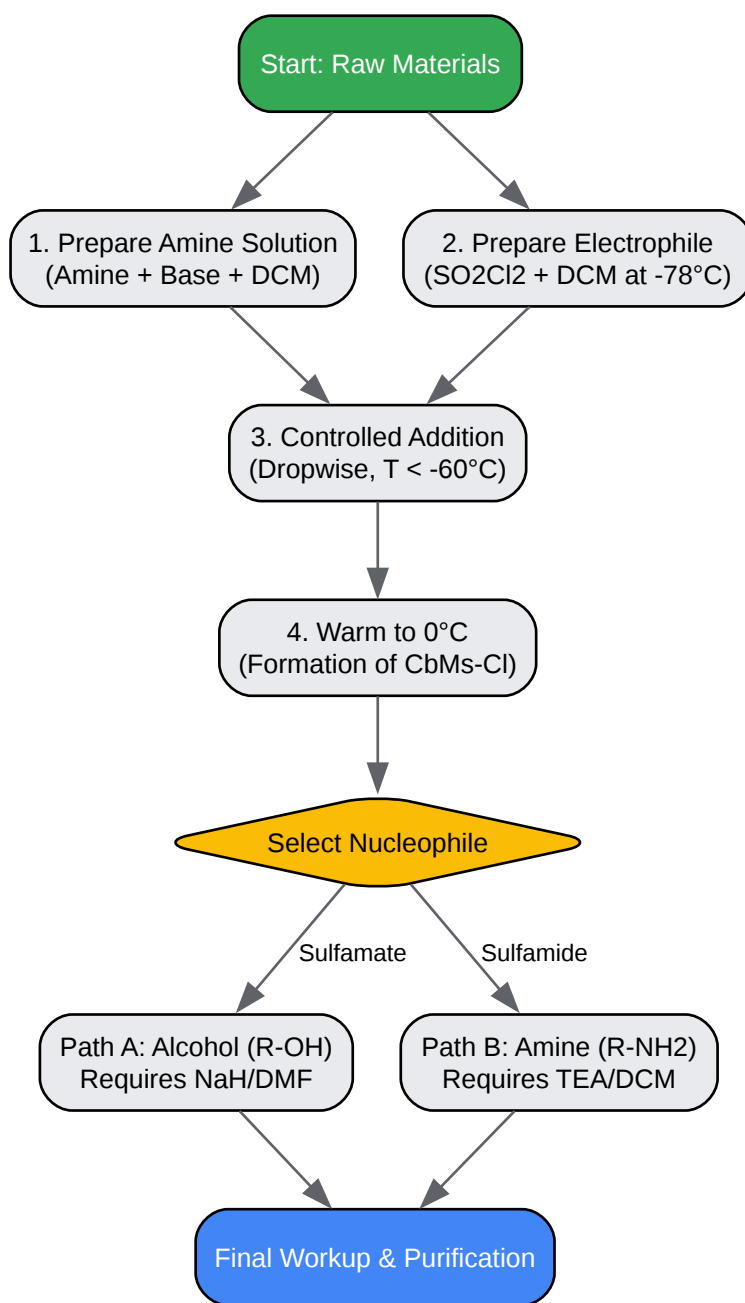 Start: Raw Materials
1. Prepare Amine Solution
(Amine + Base + DCM)
2. Prepare Electrophile
(SO2Cl2 + DCM at -78°C)
3. Controlled Addition
(Dropwise, T < -60°C)
4. Warm to 0°C
(Formation of CbMs-Cl)
Select Nucleophile
Sulfamate
Sulfamide
Path A: Alcohol (R-OH)
Requires NaH/DMF
Path B: Amine (R-NH2)
Requires TEA/DCM
Final Workup & Purification